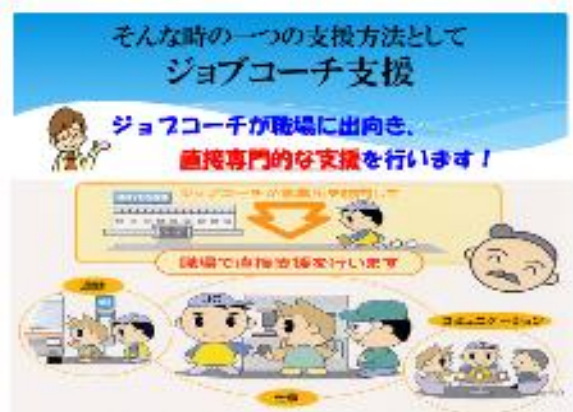 そんな時の一つの支援方法として
ジョブコーチ支援
ジョブコーチが職場に出向き、
直接専門的な支援を行います！
職場で直接支援を行います
コミュニケーション